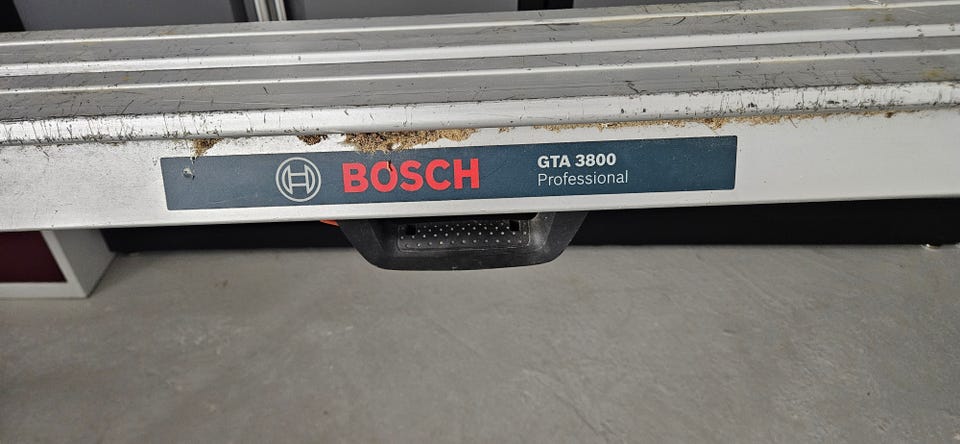 BOSCH
GTA 3800
Professional